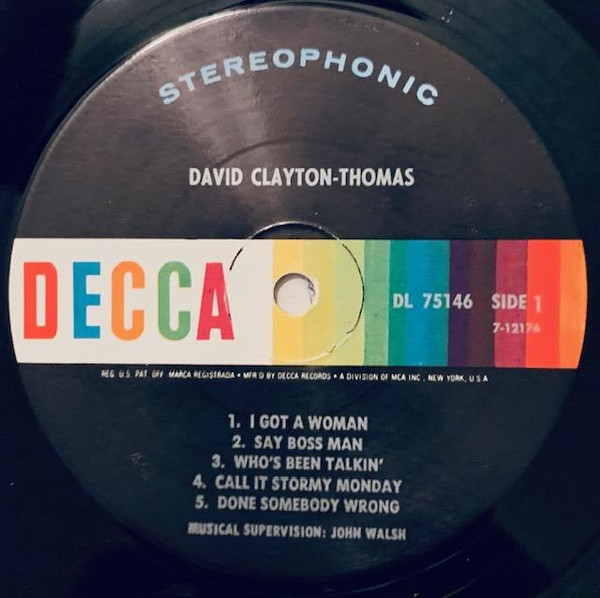 STEREOPHONIC
DAVID CLAYTON-THOMAS
DECCA
DL 75146 SIDE 1
7-12176
REG. U.S. PAT. OFF. MARCA REGISTRADA • MFR'D BY DECCA RECORDS • A DIVISION OF MCA INC., NEW YORK, U.S.A
1. I GOT A WOMAN
2. SAY BOSS MAN
3. WHO'S BEEN TALKIN'
4. CALL IT STORMY MONDAY
5. DONE SOMEBODY WRONG
MUSICAL SUPERVISION: JOHN WALSH